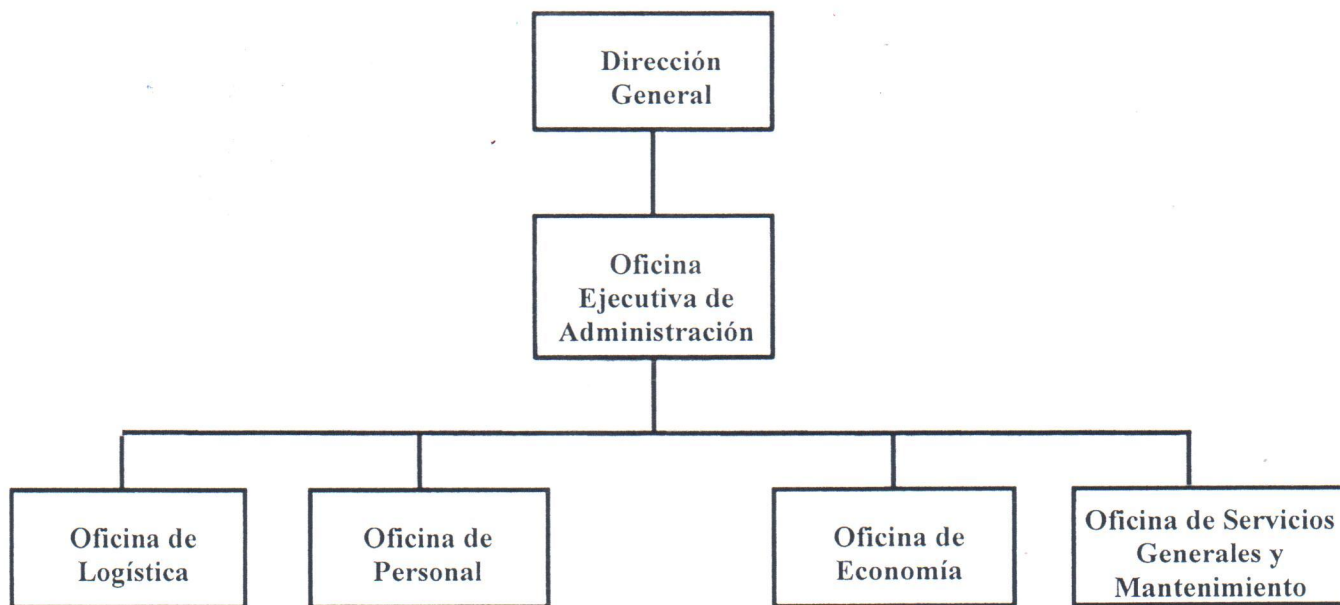 Dirección
General
Oficina
Ejecutiva de
Administración
Oficina de
Logística
Oficina de
Personal
Oficina de
Economía
Oficina de Servicios
Generales y
Mantenimiento